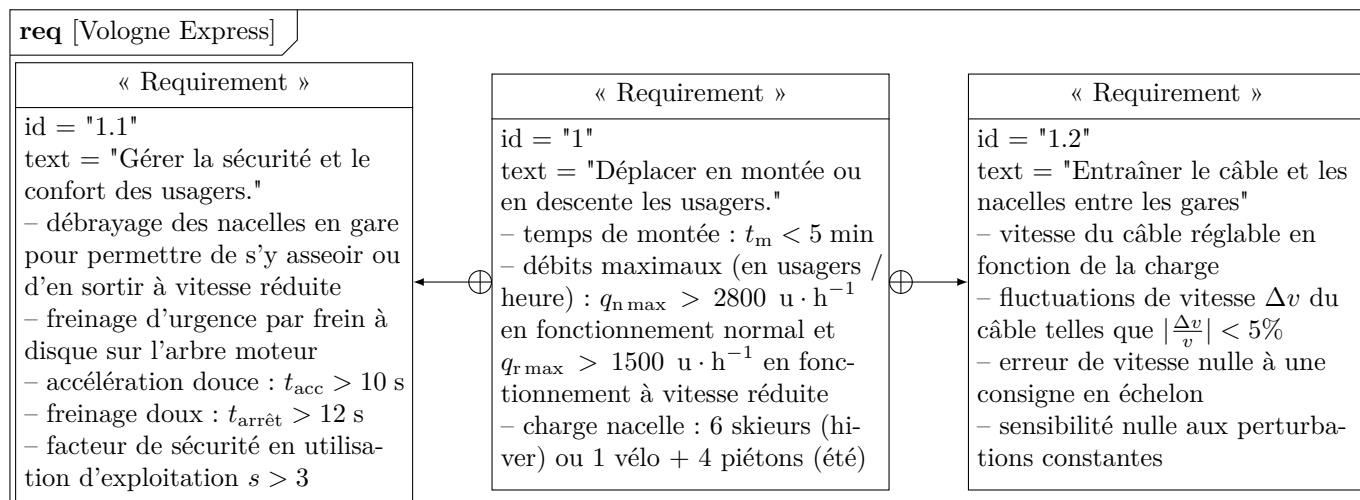 req [Vologne Express]
« Requirement »
id = "1.1"
text = "Gérer la sécurité et le
confort des usagers."
– débrayage des nacelles en gare
pour permettre de s'y asseoir ou
d'en sortir à vitesse réduite
– freinage d'urgence par frein à
disque sur l'arbre moteur
– accélération douce : t_acc > 10 s
– freinage doux : t_arrêt > 12 s
– facteur de sécurité en utilisa-
tion d'exploitation s > 3
« Requirement »
id = "1"
text = "Déplacer en montée ou
en descente les usagers."
– temps de montée : t_m < 5 min
– débits maximaux (en usagers /
heure) : q_n max > 2800 u · h⁻¹
en fonctionnement normal et
q_r max > 1500 u · h⁻¹ en fonc-
tionnement à vitesse réduite
– charge nacelle : 6 skieurs (hi-
ver) ou 1 vélo + 4 piétons (été)
« Requirement »
id = "1.2"
text = "Entraîner le câble et les
nacelles entre les gares"
– vitesse du câble réglable en
fonction de la charge
– fluctuations de vitesse Δv du
câble telles que |Δv/v| < 5%
– erreur de vitesse nulle à une
consigne en échelon
– sensibilité nulle aux perturba-
tions constantes